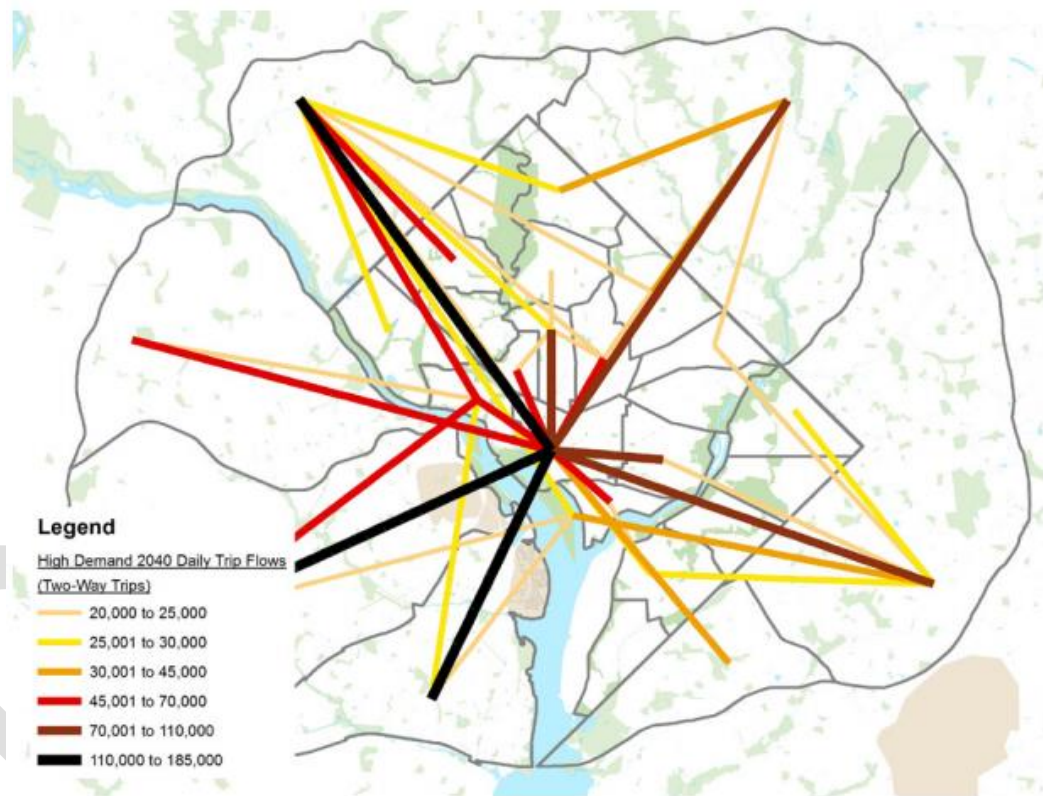 Legend
High Demand 2040 Daily Trip Flows
(Two-Way Trips)
20,000 to 25,000
25,001 to 30,000
30,001 to 45,000
45,001 to 70,000
70,001 to 110,000
110,000 to 185,000